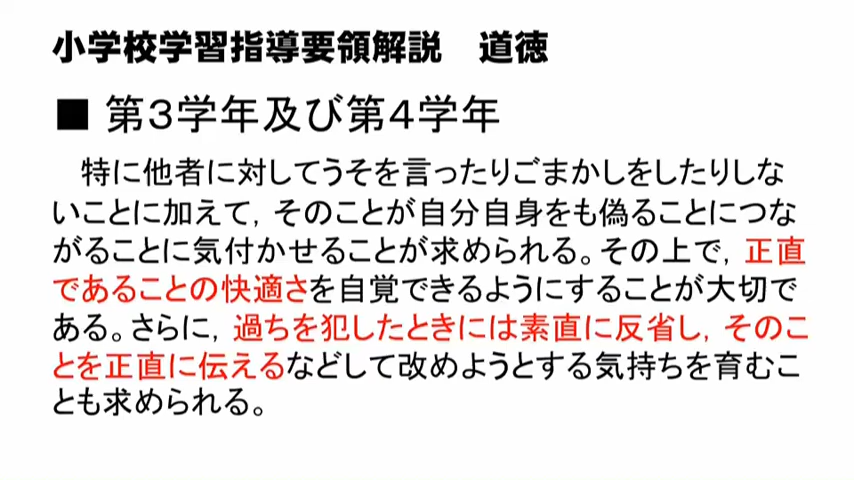 小学校学習指導要領解説　道徳
■ 第３学年及び第４学年
　特に他者に対してうそを言ったりごまかしをしたりしな
いことに加えて，そのことが自分自身をも偽ることにつな
がることに気付かせることが求められる。その上で，正直
であることの快適さを自覚できるようにすることが大切で
ある。さらに，過ちを犯したときには素直に反省し，そのこ
とを正直に伝えるなどして改めようとする気持ちを育むこ
とも求められる。